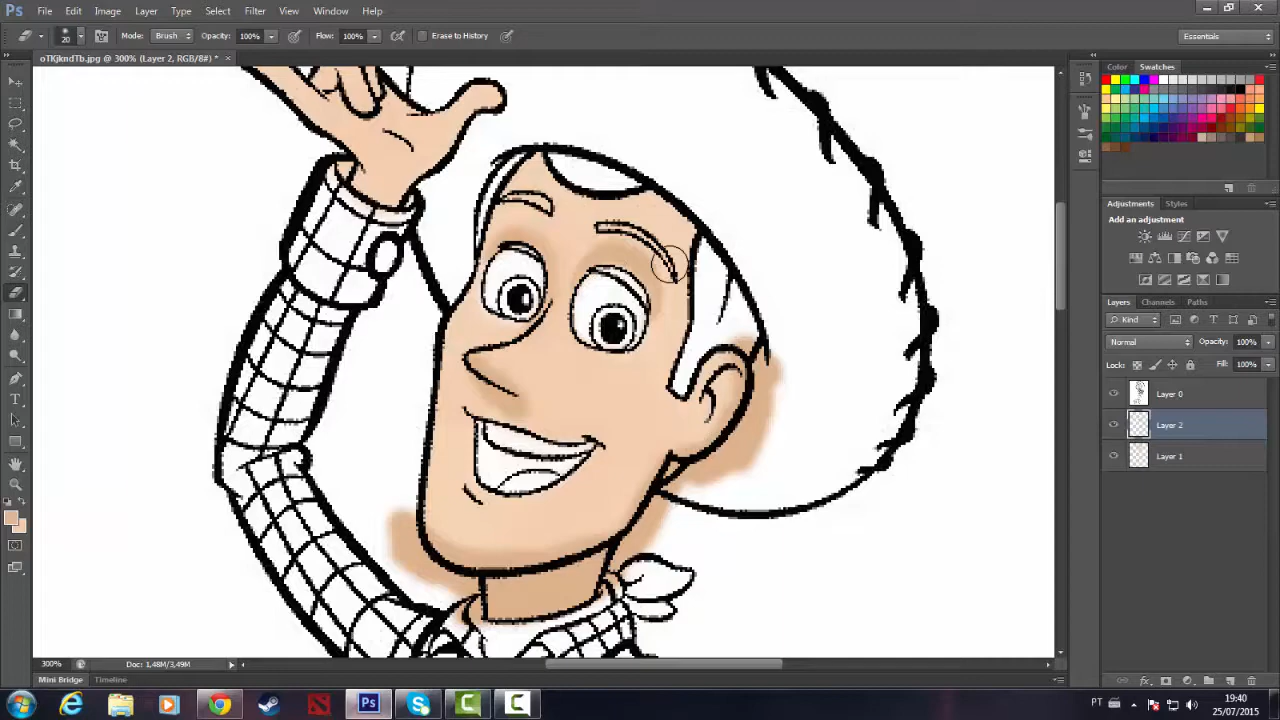 Ps File Edit Image Layer Type Select Filter View Window Help
20 Mode: Brush Opacity: 100% Flow: 100% Erase to History Essentials
oTKjkndTb.jpg @ 300% (Layer 2, RGB/8#) *
Color Swatches
Adjustments Styles
Add an adjustment
Layers Channels Paths
Kind
Normal Opacity: 100%
Lock: Fill: 100%
Layer 0
Layer 2
Layer 1
300% Doc: 1,48M/3,49M
Mini Bridge Timeline
Ps PT 19:40
25/07/2015